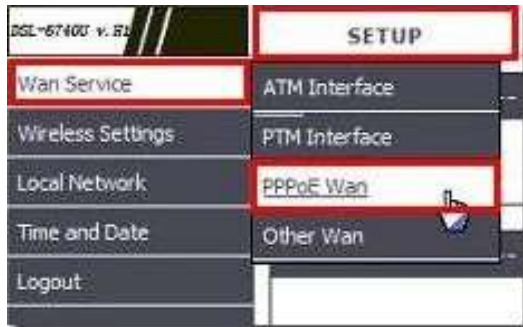 DSL-6740U v.H1
SETUP
Wan Service
ATM Interface
Wireless Settings
PTM Interface
Local Network
PPPoE Wan
Time and Date
Other Wan
Logout